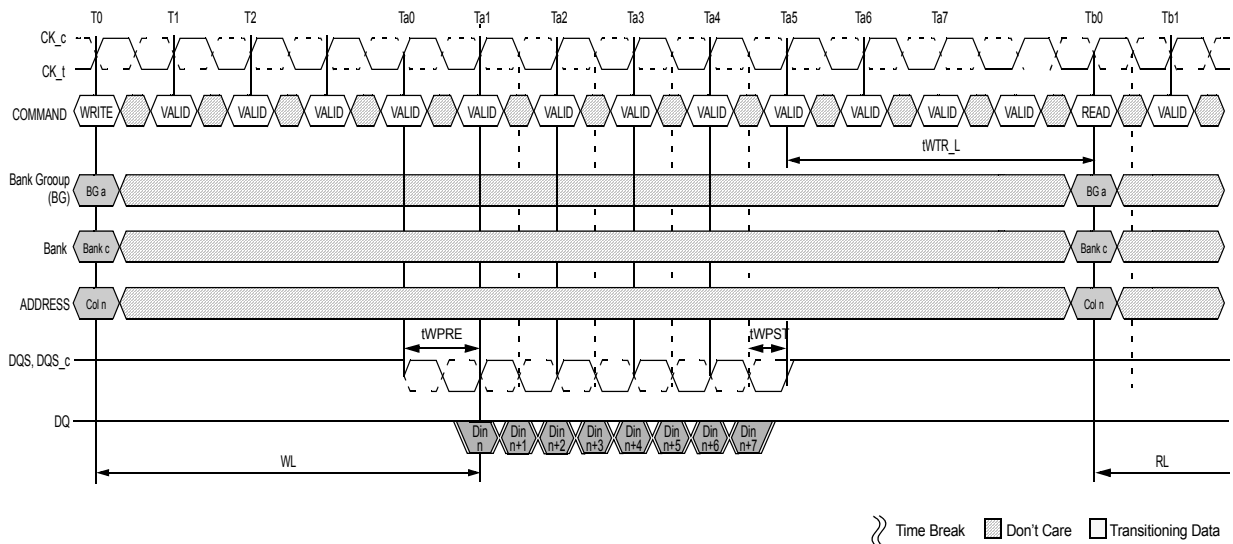 T0 T1 T2 Ta0 Ta1 Ta2 Ta3 Ta4 Ta5 Ta6 Ta7 Tb0 Tb1
CK_c
CK_t
COMMAND WRITE VALID VALID VALID VALID VALID VALID VALID VALID VALID VALID VALID VALID READ VALID
tWTR_L
Bank Grooup
(BG)
BG a BG a
Bank Bank c Bank c
ADDRESS Col n Col n
tWPRE tWPST
DQS, DQS_c
DQ
Din Din Din Din Din Din Din Din
n n+1 n+2 n+3 n+4 n+5 n+6 n+7
WL RL
Time Break Don't Care Transitioning Data